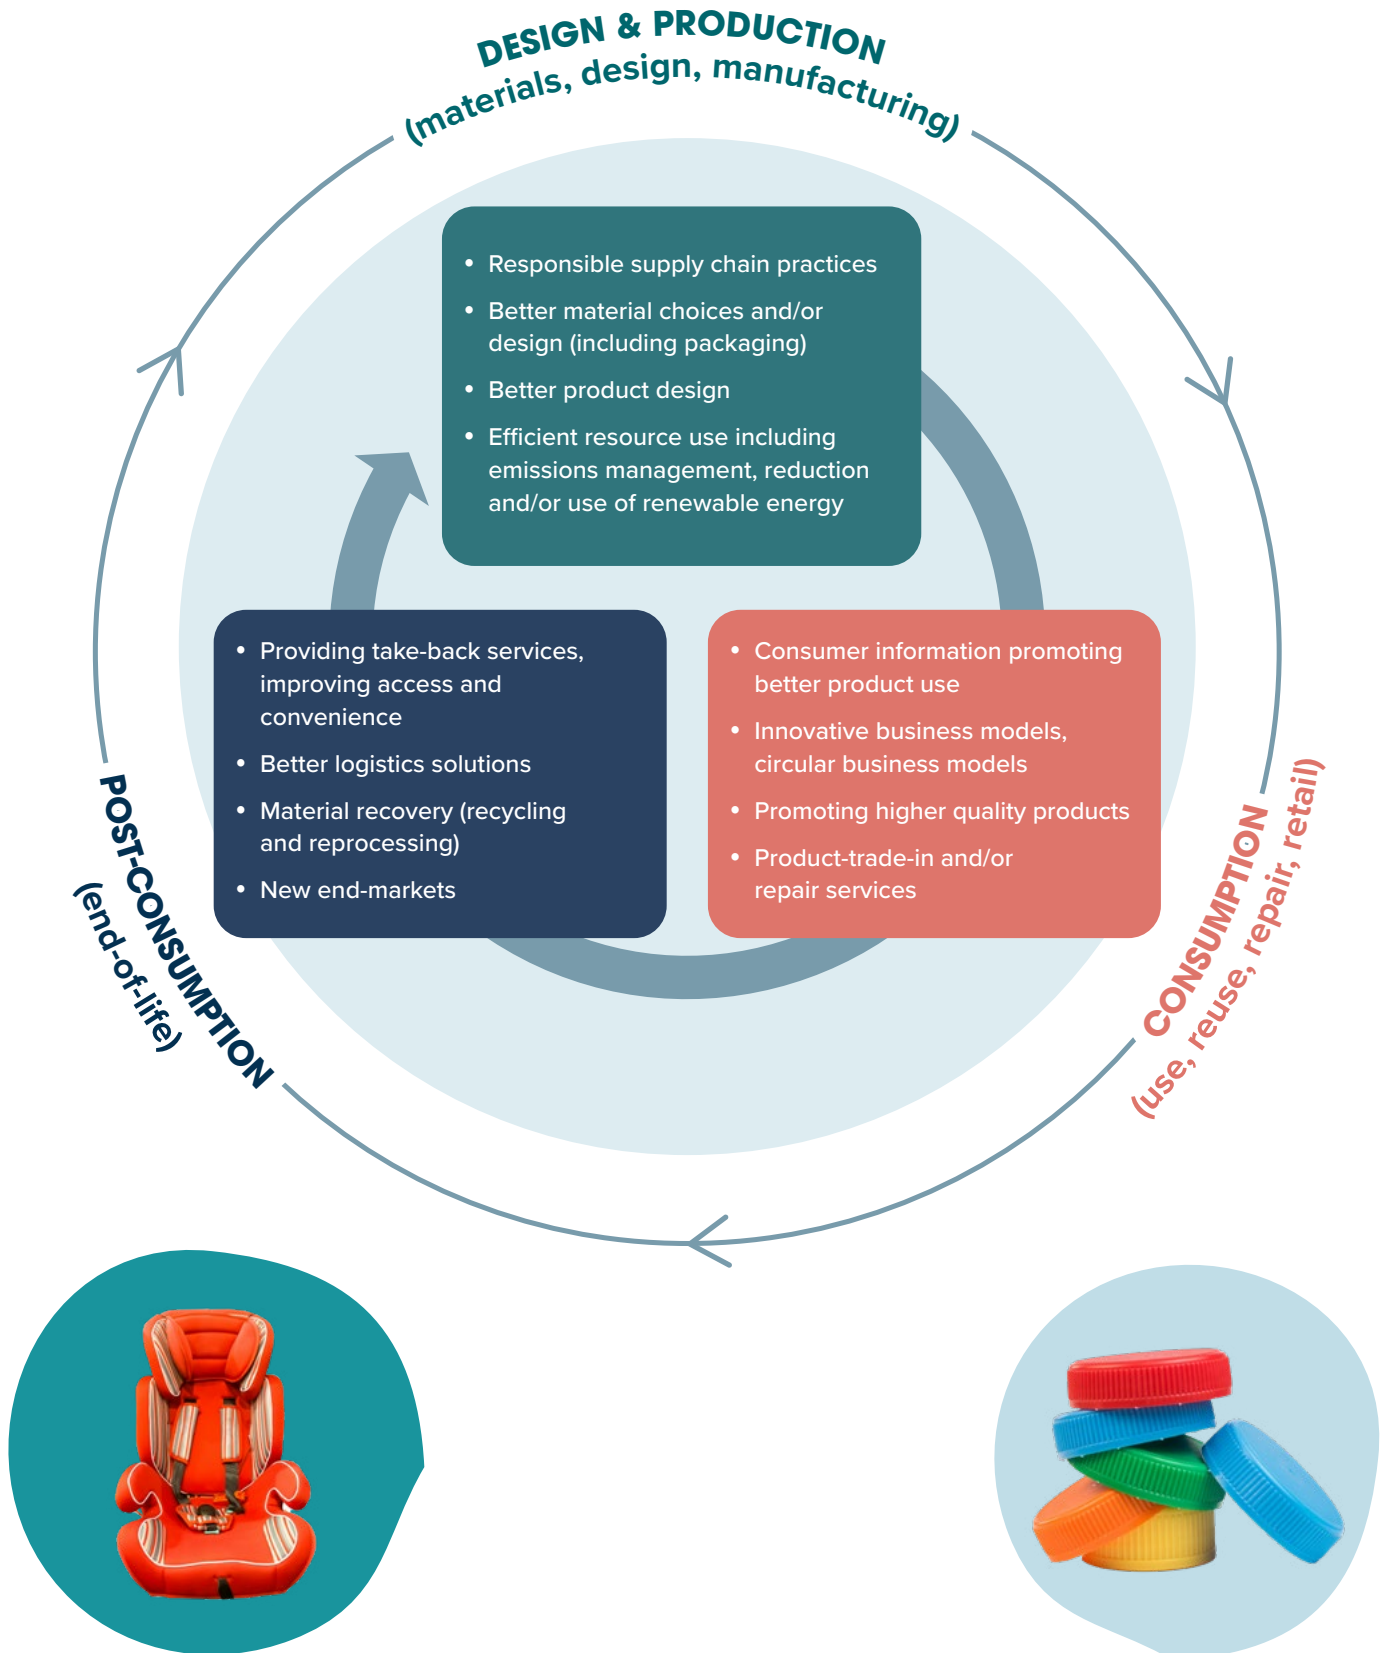 DESIGN & PRODUCTION
(materials, design, manufacturing)
• Responsible supply chain practices
• Better material choices and/or
design (including packaging)
• Better product design
• Efficient resource use including
emissions management, reduction
and/or use of renewable energy
• Providing take-back services,
improving access and
convenience
• Better logistics solutions
• Material recovery (recycling
and reprocessing)
• New end-markets
• Consumer information promoting
better product use
• Innovative business models,
circular business models
• Promoting higher quality products
• Product-trade-in and/or
repair services
POST-CONSUMPTION
(end-of-life)
CONSUMPTION
(use, reuse, repair, retail)